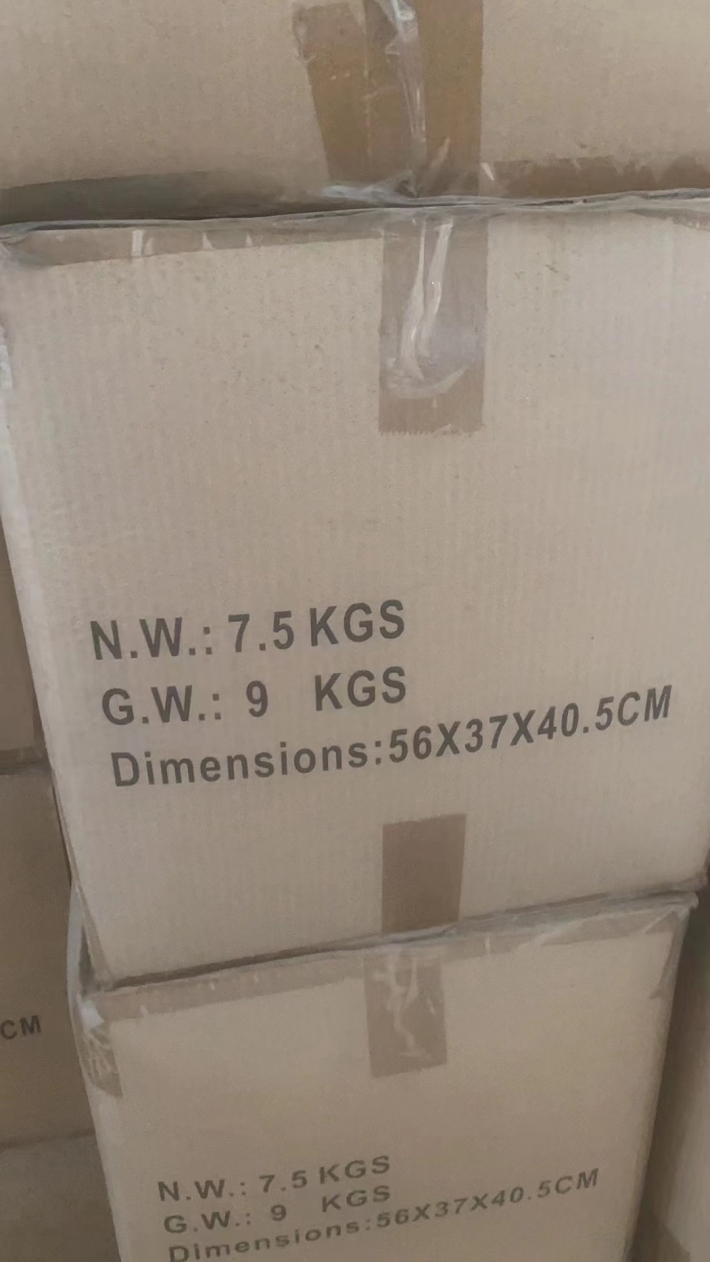 N.W.: 7.5 KGS
G.W.: 9 KGS
Dimensions:56X37X40.5CM
CM
N.W.: 7.5 KGS
G.W.: 9 KGS
Dimensions:56X37X40.5CM